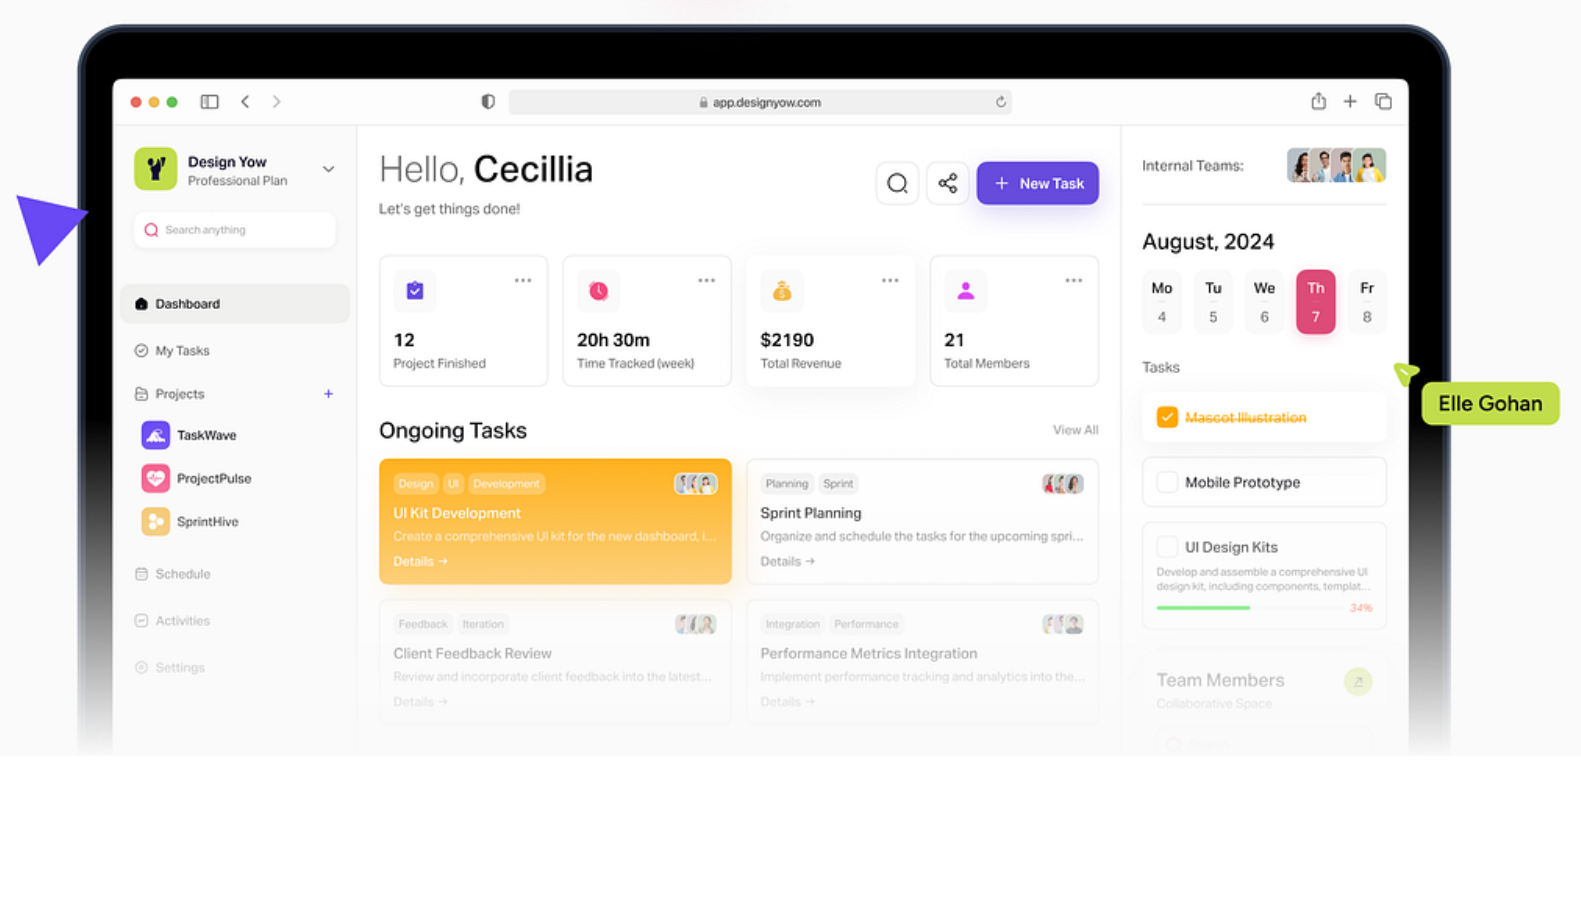 app.designyow.com
Design Yow
Professional Plan
Search anything
Dashboard
My Tasks
Projects
+
TaskWave
ProjectPulse
SprintHive
Schedule
Activities
Settings
Hello, Cecillia
Let's get things done!
+ New Task
12
Project Finished
20h 30m
Time Tracked (week)
$2190
Total Revenue
21
Total Members
Ongoing Tasks
View All
Design UI Development
UI Kit Development
Create a comprehensive UI kit for the new dashboard, i...
Details →
Planning Sprint
Sprint Planning
Organize and schedule the tasks for the upcoming spri...
Details →
Feedback Iteration
Client Feedback Review
Review and incorporate client feedback into the latest...
Details →
Integration Performance
Performance Metrics Integration
Implement performance tracking and analytics into the...
Details →
Internal Teams:
August, 2024
Mo Tu We Th Fr
4 5 6 7 8
Tasks
Mascot Illustration
Mobile Prototype
UI Design Kits
Develop and assemble a comprehensive UI
design kit, including components, templat...
34%
Team Members
Collaborative Space
Elle Gohan